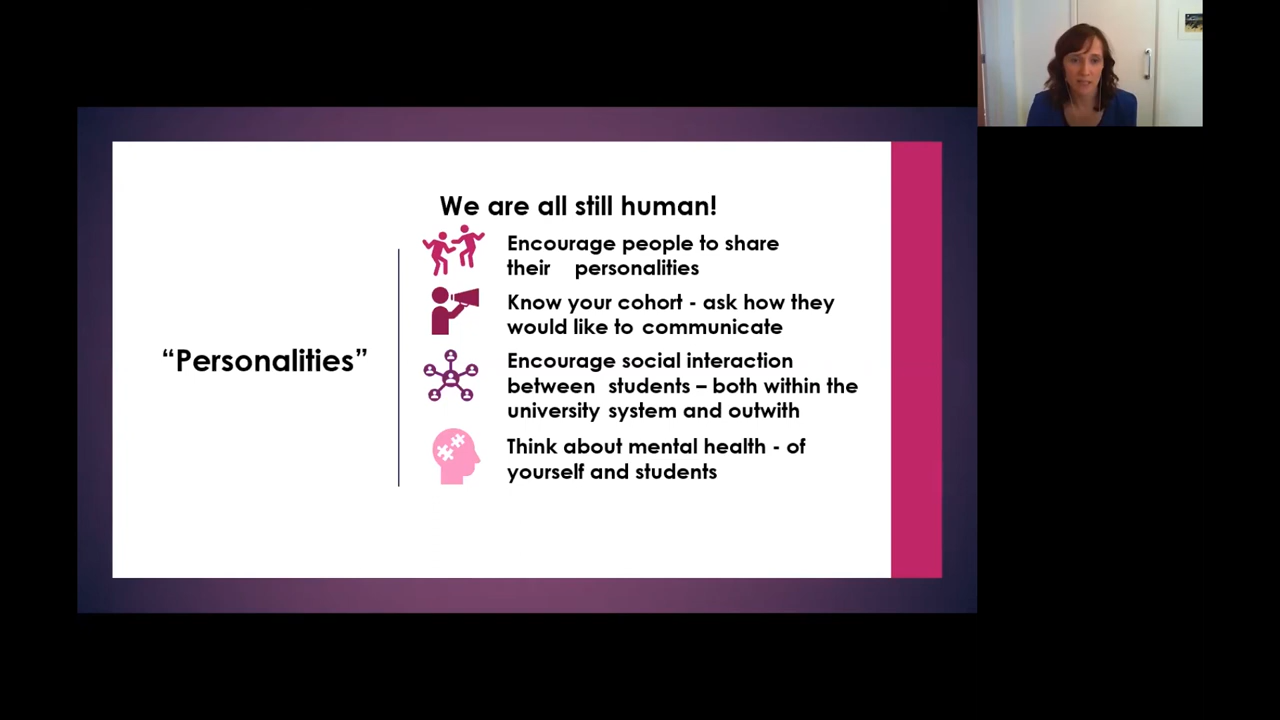 We are all still human!
Encourage people to share
their personalities
Know your cohort - ask how they
would like to communicate
“Personalities”
Encourage social interaction
between students – both within the
university system and outwith
Think about mental health - of
yourself and students